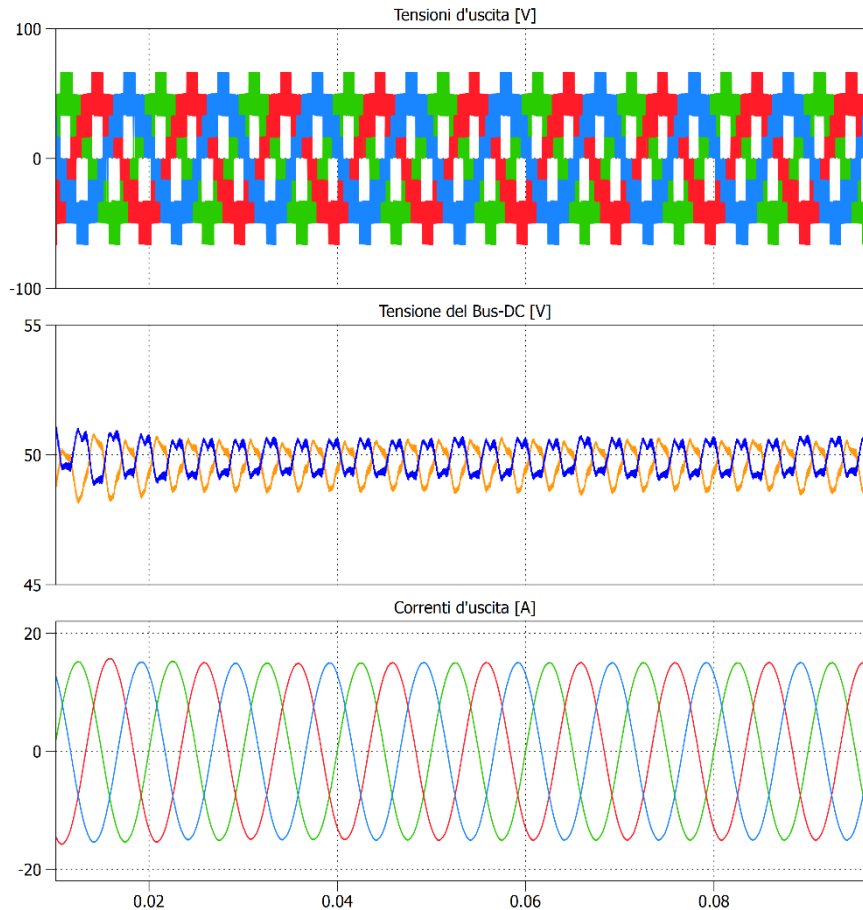 Tensioni d'uscita [V]
100
0
-100
Tensione del Bus-DC [V]
55
50
45
Correnti d'uscita [A]
20
0
-20
0.02 0.04 0.06 0.08